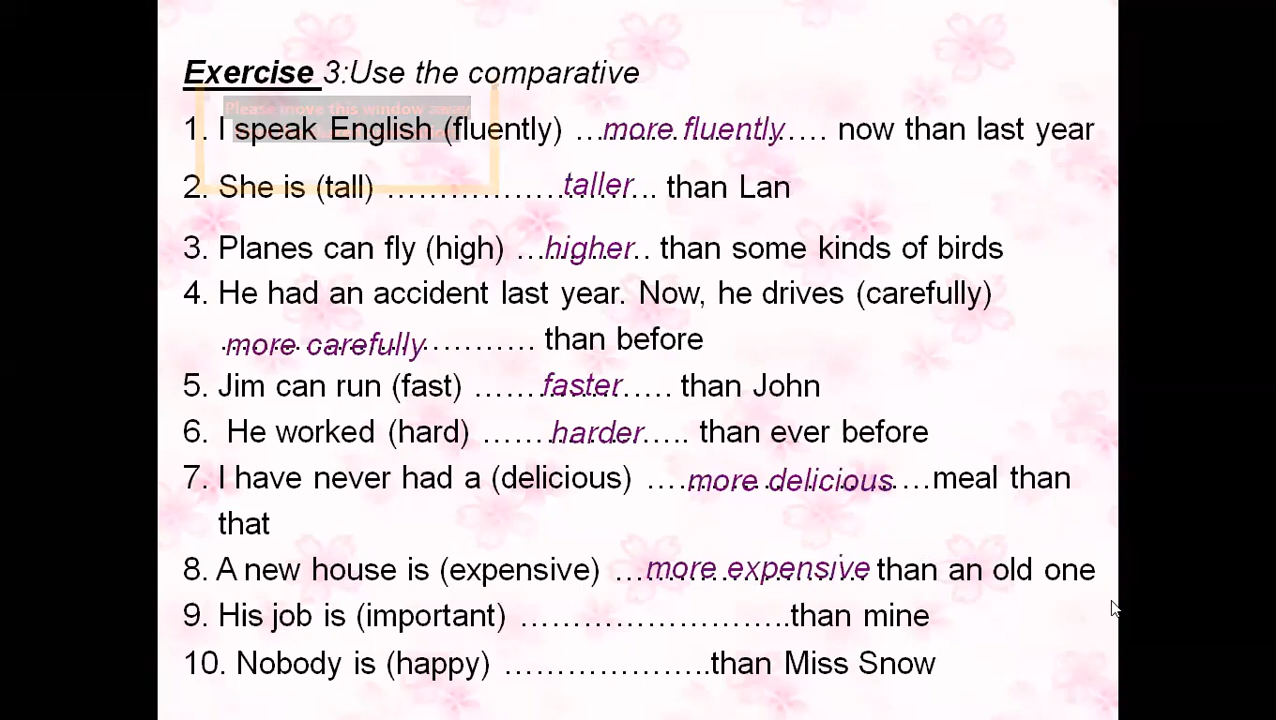 Exercise 3:Use the comparative
Please move this window away
1. I speak English (fluently) …more fluently…. now than last year
2. She is (tall) ………………taller.. than Lan
3. Planes can fly (high) …higher.. than some kinds of birds
4. He had an accident last year. Now, he drives (carefully)
more carefully………… than before
5. Jim can run (fast) ……faster…. than John
6. He worked (hard) ……harder….. than ever before
7. I have never had a (delicious) ….more delicious….meal than
that
8. A new house is (expensive) …more expensive than an old one
9. His job is (important) ……………………..than mine
10. Nobody is (happy) ………………..than Miss Snow